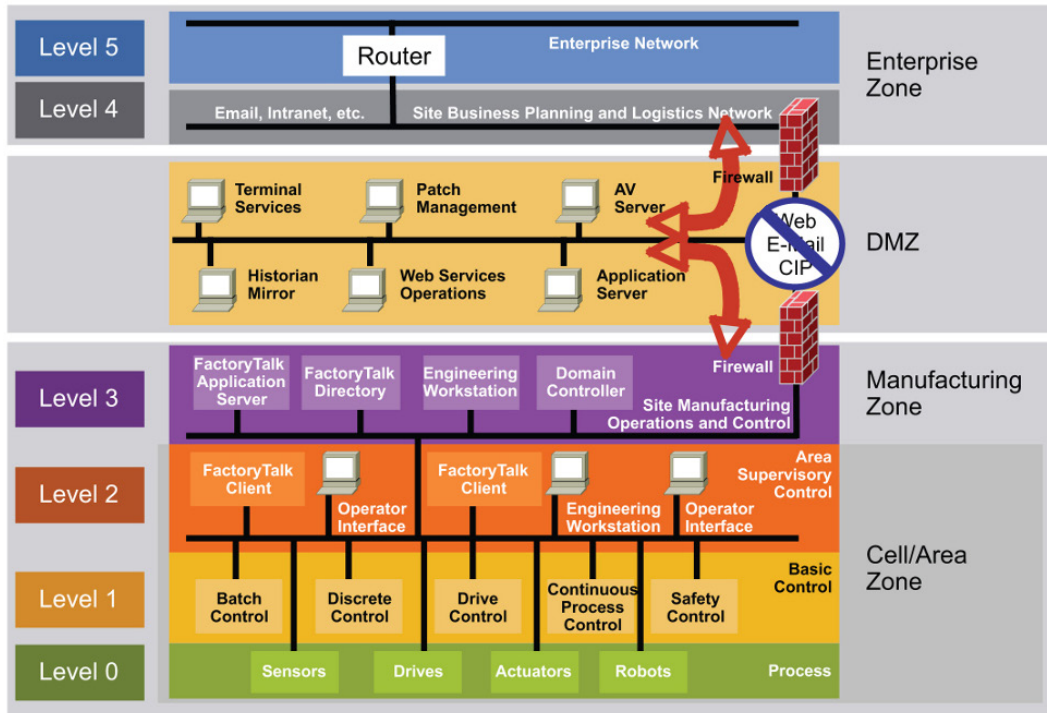 Level 5
Router
Enterprise Network
Enterprise
Zone
Level 4
Email, Intranet, etc.
Site Business Planning and Logistics Network
Firewall
Terminal
Services
Patch
Management
AV
Server
Web
E-Mail
CIP
DMZ
Historian
Mirror
Web Services
Operations
Application
Server
Firewall
Level 3
FactoryTalk
Application
Server
FactoryTalk
Directory
Engineering
Workstation
Domain
Controller
Site Manufacturing
Operations and Control
Manufacturing
Zone
Level 2
FactoryTalk
Client
Operator
Interface
FactoryTalk
Client
Engineering
Workstation
Operator
Interface
Area
Supervisory
Control
Cell/Area
Zone
Level 1
Batch
Control
Discrete
Control
Drive
Control
Continuous
Process
Control
Safety
Control
Basic
Control
Level 0
Sensors
Drives
Actuators
Robots
Process